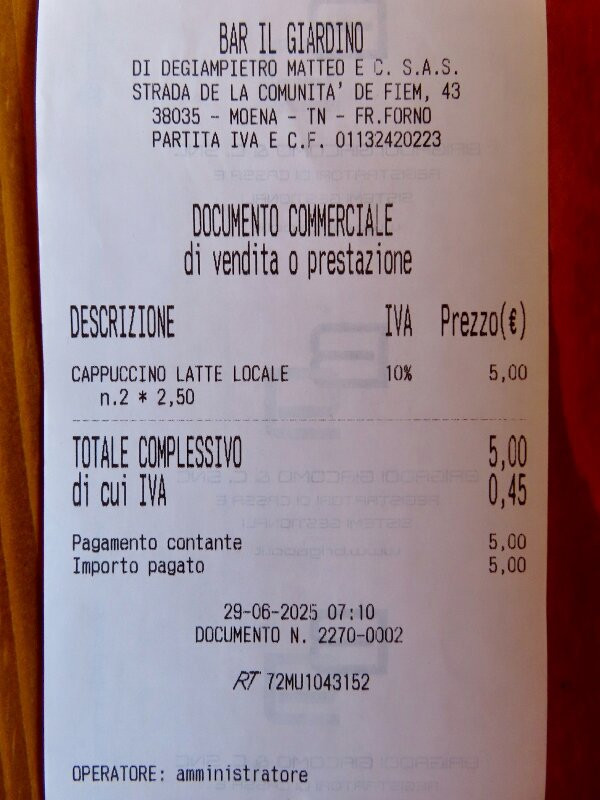 BAR IL GIARDINO
DI DEGIAMPIETRO MATTEO E C. S.A.S.
STRADA DE LA COMUNITA' DE FIEM, 43
38035 - MOENA - TN - FR.FORNO
PARTITA IVA E C.F. 01132420223
DOCUMENTO COMMERCIALE
di vendita o prestazione
DESCRIZIONE IVA Prezzo(€)
CAPPUCCINO LATTE LOCALE 10% 5,00
n.2 * 2,50
TOTALE COMPLESSIVO 5,00
di cui IVA 0,45
Pagamento contante 5,00
Importo pagato 5,00
29-06-2025 07:10
DOCUMENTO N. 2270-0002
RT 72MU1043152
OPERATORE: amministratore